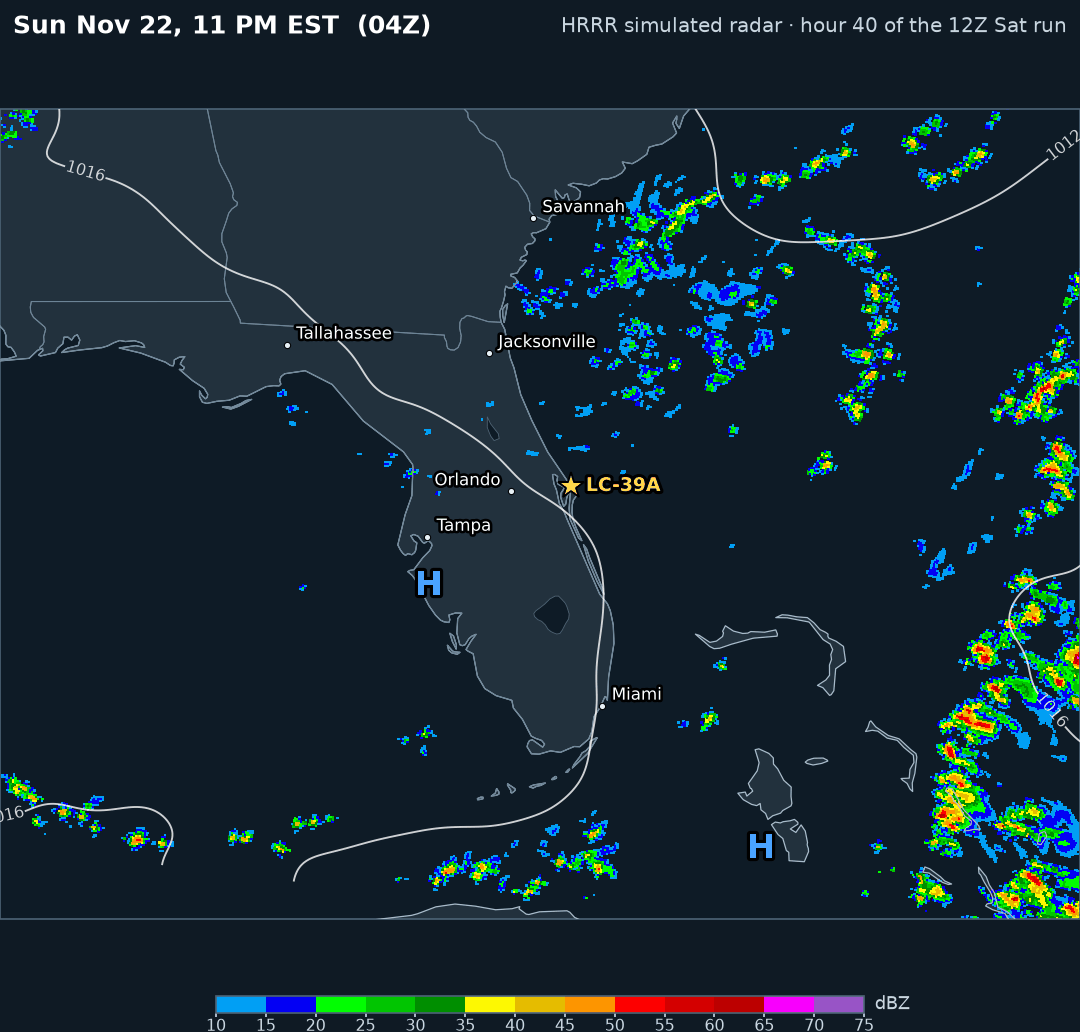 Sun Nov 22, 11 PM EST (04Z)
HRRR simulated radar · hour 40 of the 12Z Sat run
1016
1012
Savannah
Tallahassee
Jacksonville
Orlando
LC-39A
Tampa
H
Miami
1016
016
H
dBZ
10 15 20 25 30 35 40 45 50 55 60 65 70 75